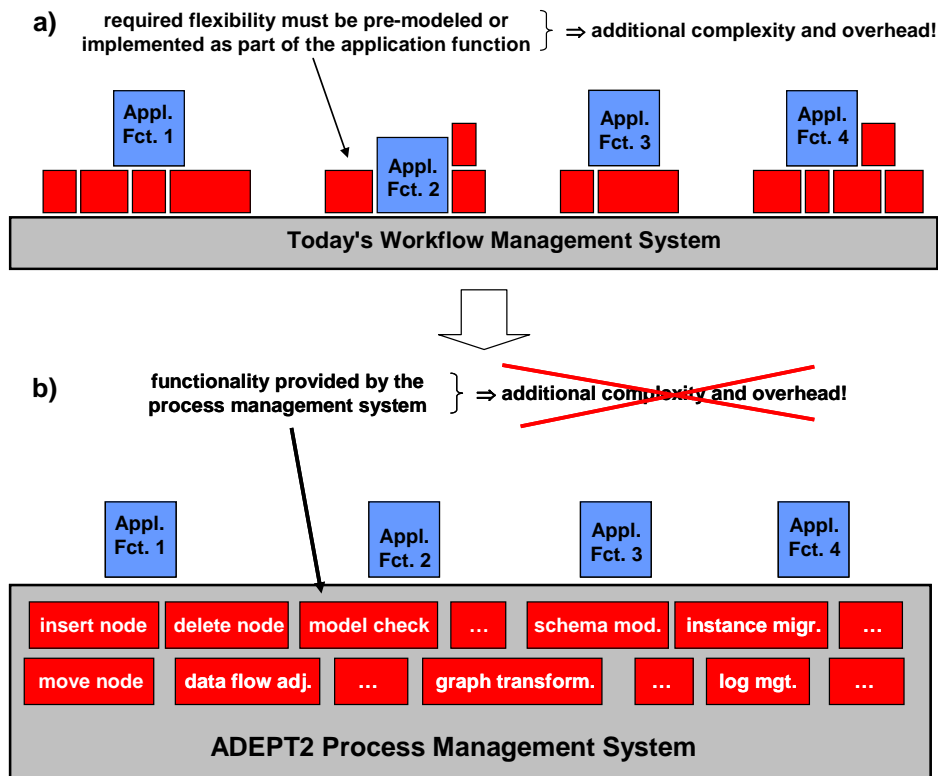 a)
required flexibility must be pre-modeled or
implemented as part of the application function
⇒ additional complexity and overhead!
Appl.
Fct. 1
Appl.
Fct. 2
Appl.
Fct. 3
Appl.
Fct. 4
Today's Workflow Management System
b)
functionality provided by the
process management system
⇒ additional complexity and overhead!
Appl.
Fct. 1
Appl.
Fct. 2
Appl.
Fct. 3
Appl.
Fct. 4
insert node
delete node
model check
...
schema mod.
instance migr.
...
move node
data flow adj.
...
graph transform.
...
log mgt.
...
ADEPT2 Process Management System